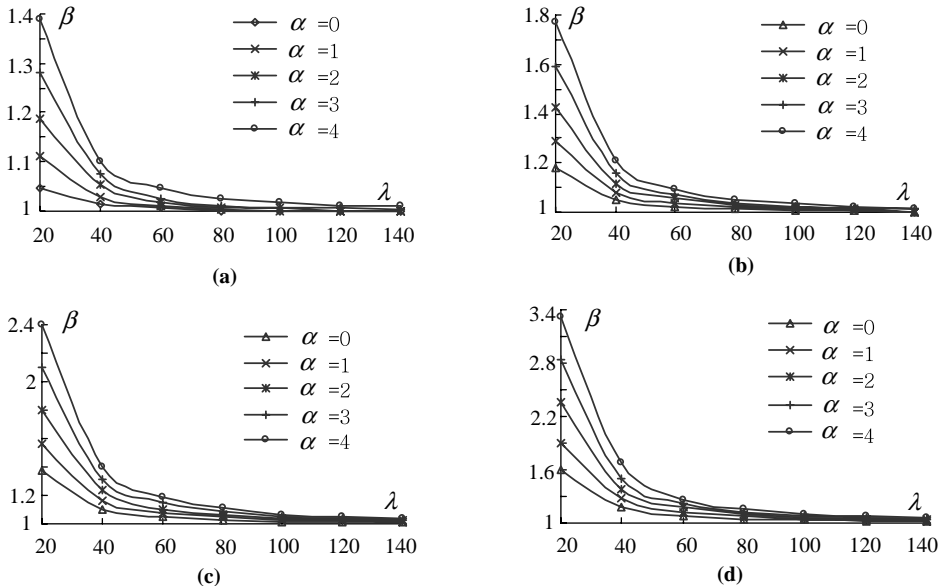 β
1.4
1.3
1.2
1.1
1
α =0
α =1
α =2
α =3
α =4
λ
20 40 60 80 100 120 140
(a)
β
1.8
1.6
1.4
1.2
1
α =0
α =1
α =2
α =3
α =4
λ
20 40 60 80 100 120 140
(b)
β
2.4
2
1.2
1
α =0
α =1
α =2
α =3
α =4
λ
20 40 60 80 100 120 140
(c)
β
3.4
2.8
2.2
1.6
1
α =0
α =1
α =2
α =3
α =4
λ
20 40 60 80 100 120 140
(d)